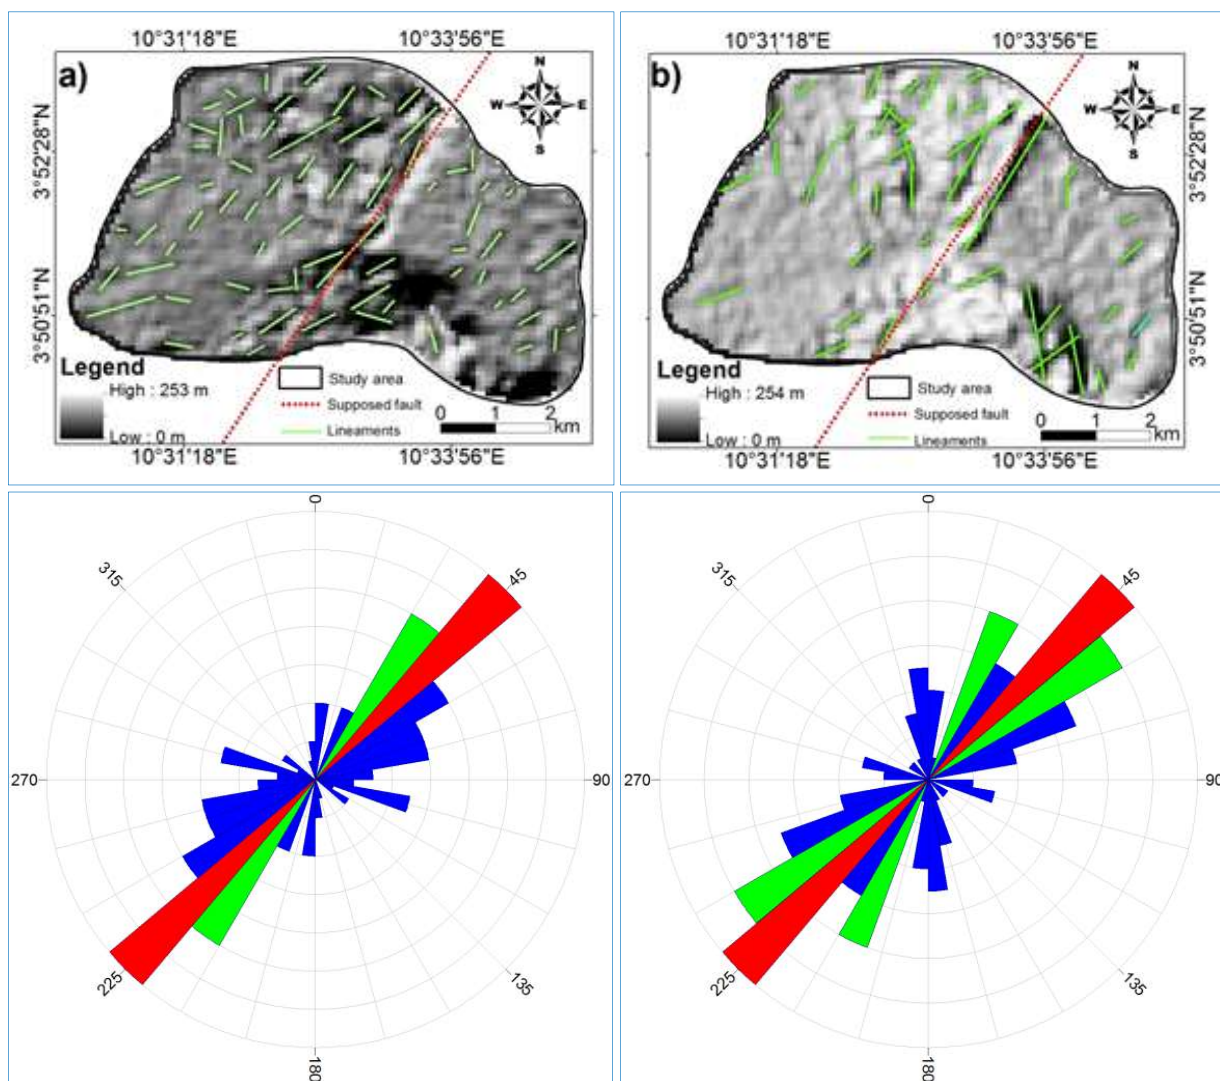 10°31'18"E 10°33'56"E
a)
N
W E
S
3°52'28"N
3°50'51"N
Legend
High : 253 m
Low : 0 m
Study area
Supposed fault
Lineaments
0 1 2
km
10°31'18"E 10°33'56"E
10°31'18"E 10°33'56"E
b)
N
W E
S
3°52'28"N
3°50'51"N
Legend
High : 254 m
Low : 0 m
Study area
Supposed fault
Lineaments
0 1 2
km
10°31'18"E 10°33'56"E
0
315 45
270 90
225 135
180
0
315 45
270 90
225 135
180